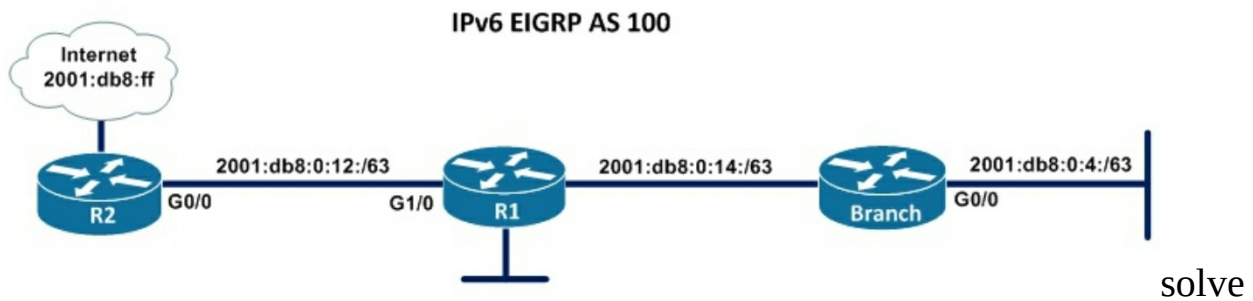 IPv6 EIGRP AS 100
Internet
2001:db8:ff
2001:db8:0:12:/63
2001:db8:0:14:/63
2001:db8:0:4:/63
R2
G0/0
G1/0
R1
Branch
G0/0
solve